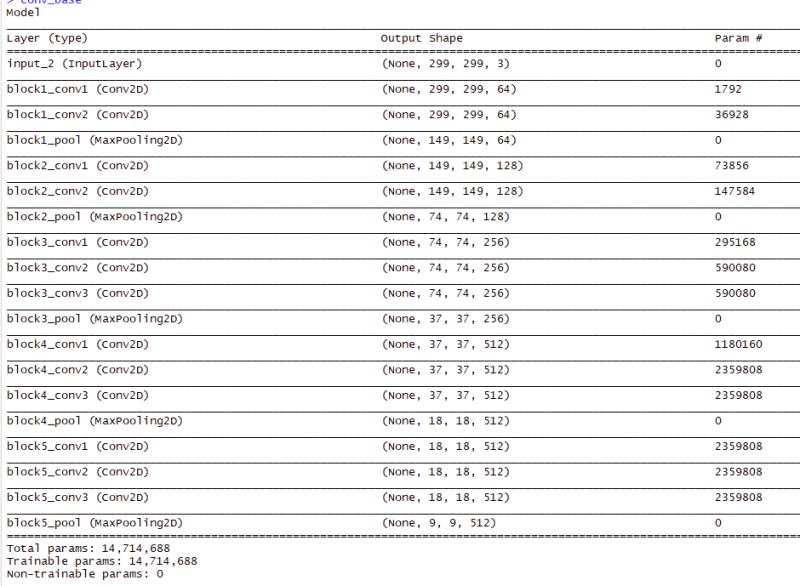 > conv_base
Model
Layer (type) Output Shape Param #
input_2 (InputLayer) (None, 299, 299, 3) 0
block1_conv1 (Conv2D) (None, 299, 299, 64) 1792
block1_conv2 (Conv2D) (None, 299, 299, 64) 36928
block1_pool (MaxPooling2D) (None, 149, 149, 64) 0
block2_conv1 (Conv2D) (None, 149, 149, 128) 73856
block2_conv2 (Conv2D) (None, 149, 149, 128) 147584
block2_pool (MaxPooling2D) (None, 74, 74, 128) 0
block3_conv1 (Conv2D) (None, 74, 74, 256) 295168
block3_conv2 (Conv2D) (None, 74, 74, 256) 590080
block3_conv3 (Conv2D) (None, 74, 74, 256) 590080
block3_pool (MaxPooling2D) (None, 37, 37, 256) 0
block4_conv1 (Conv2D) (None, 37, 37, 512) 1180160
block4_conv2 (Conv2D) (None, 37, 37, 512) 2359808
block4_conv3 (Conv2D) (None, 37, 37, 512) 2359808
block4_pool (MaxPooling2D) (None, 18, 18, 512) 0
block5_conv1 (Conv2D) (None, 18, 18, 512) 2359808
block5_conv2 (Conv2D) (None, 18, 18, 512) 2359808
block5_conv3 (Conv2D) (None, 18, 18, 512) 2359808
block5_pool (MaxPooling2D) (None, 9, 9, 512) 0
Total params: 14,714,688
Trainable params: 14,714,688
Non-trainable params: 0